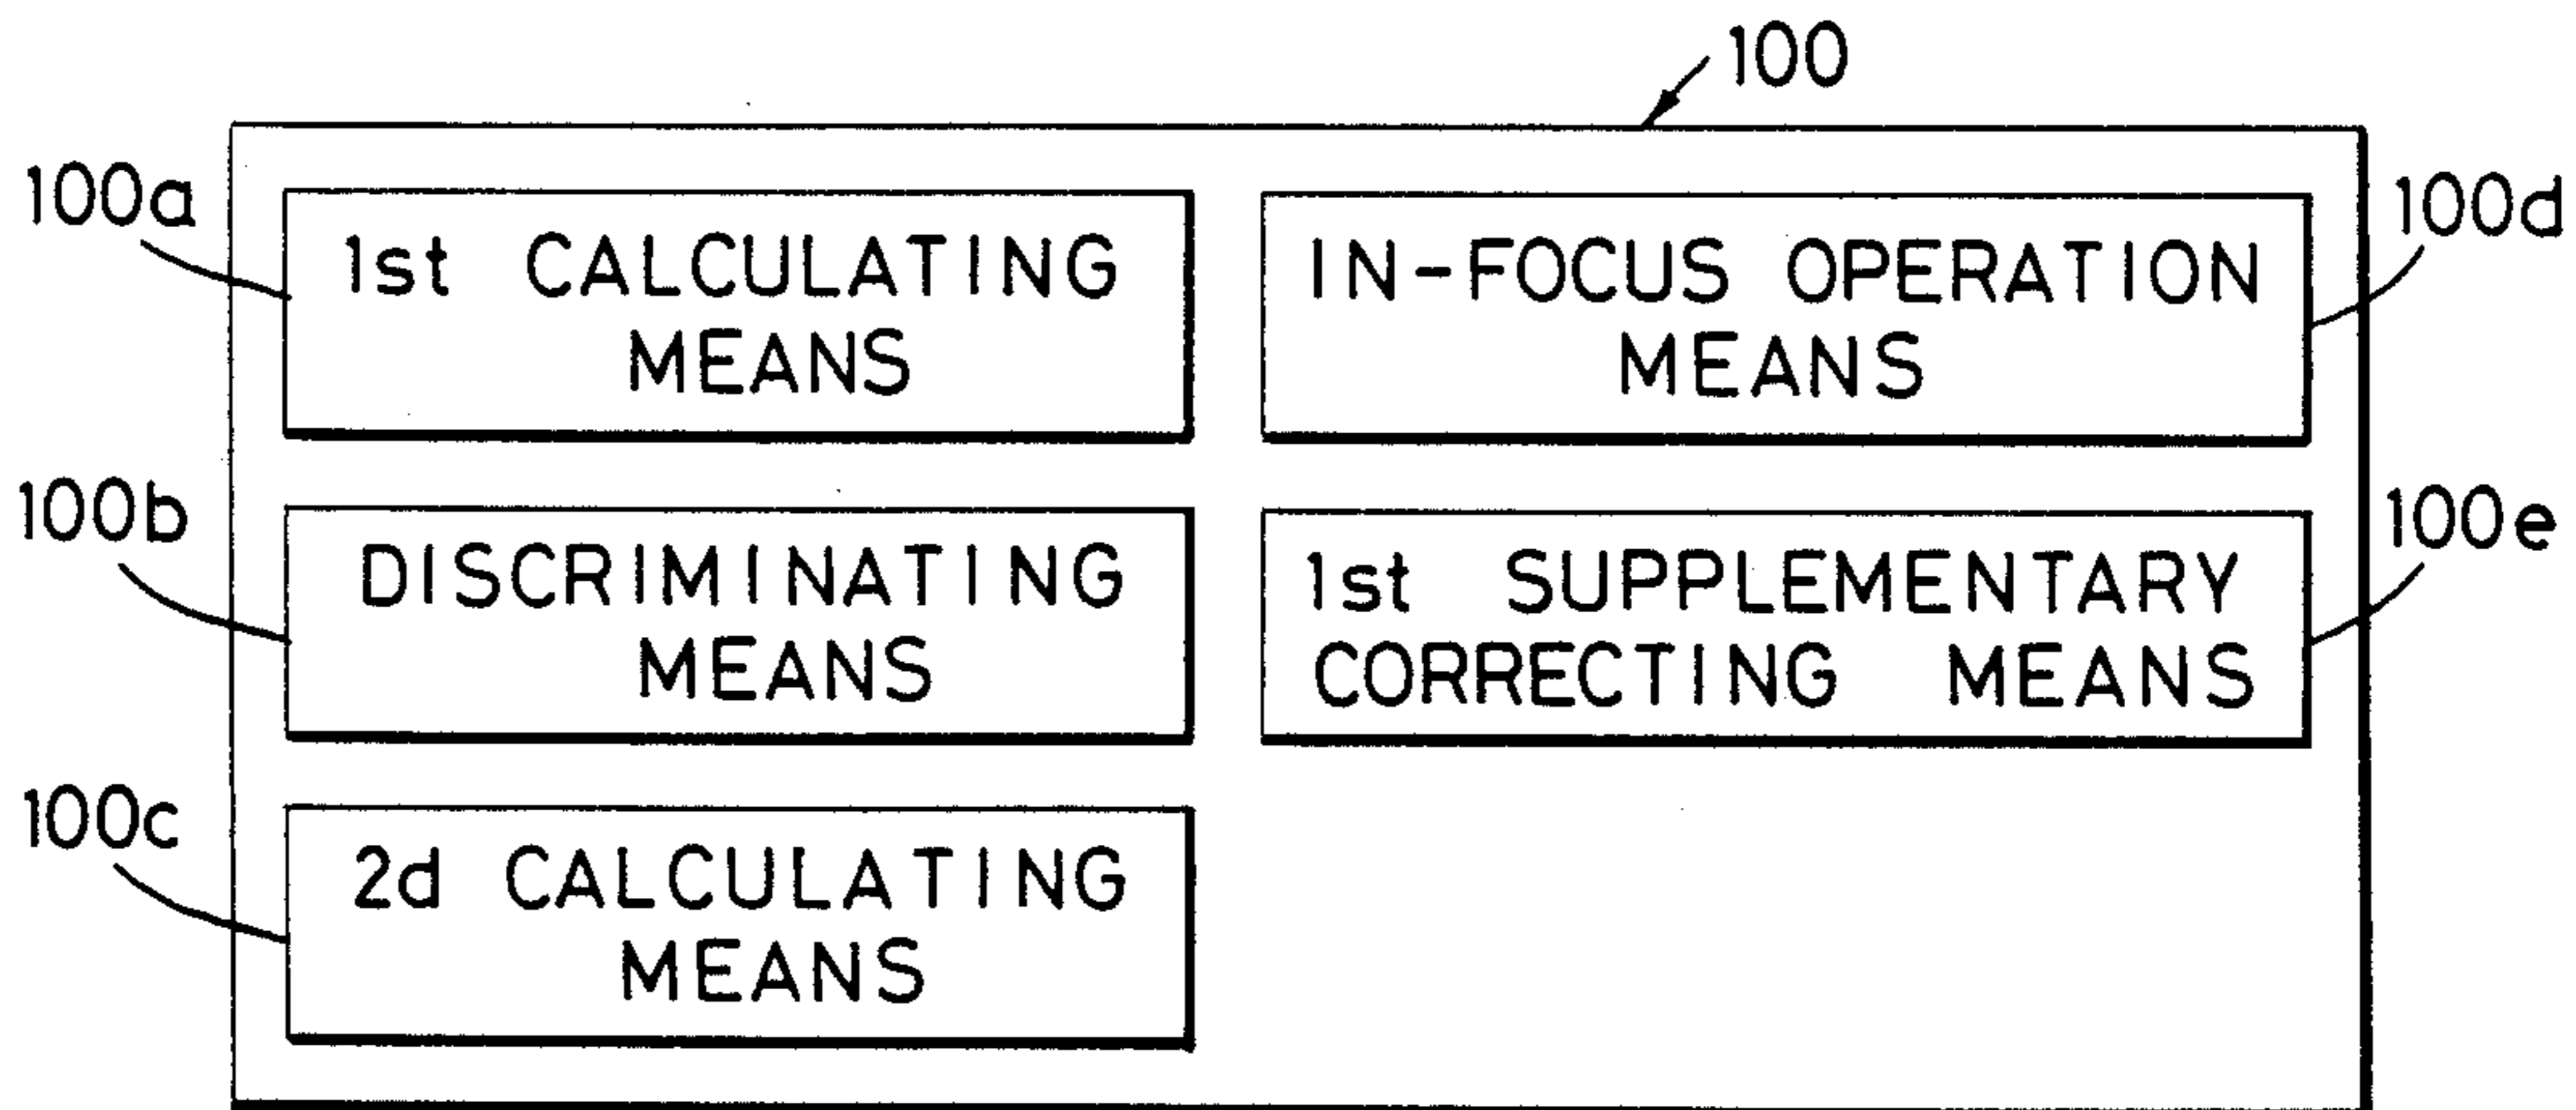 100
100a
1st CALCULATING
MEANS
100d
IN-FOCUS OPERATION
MEANS
100b
DISCRIMINATING
MEANS
100e
1st SUPPLEMENTARY
CORRECTING MEANS
100c
2d CALCULATING
MEANS